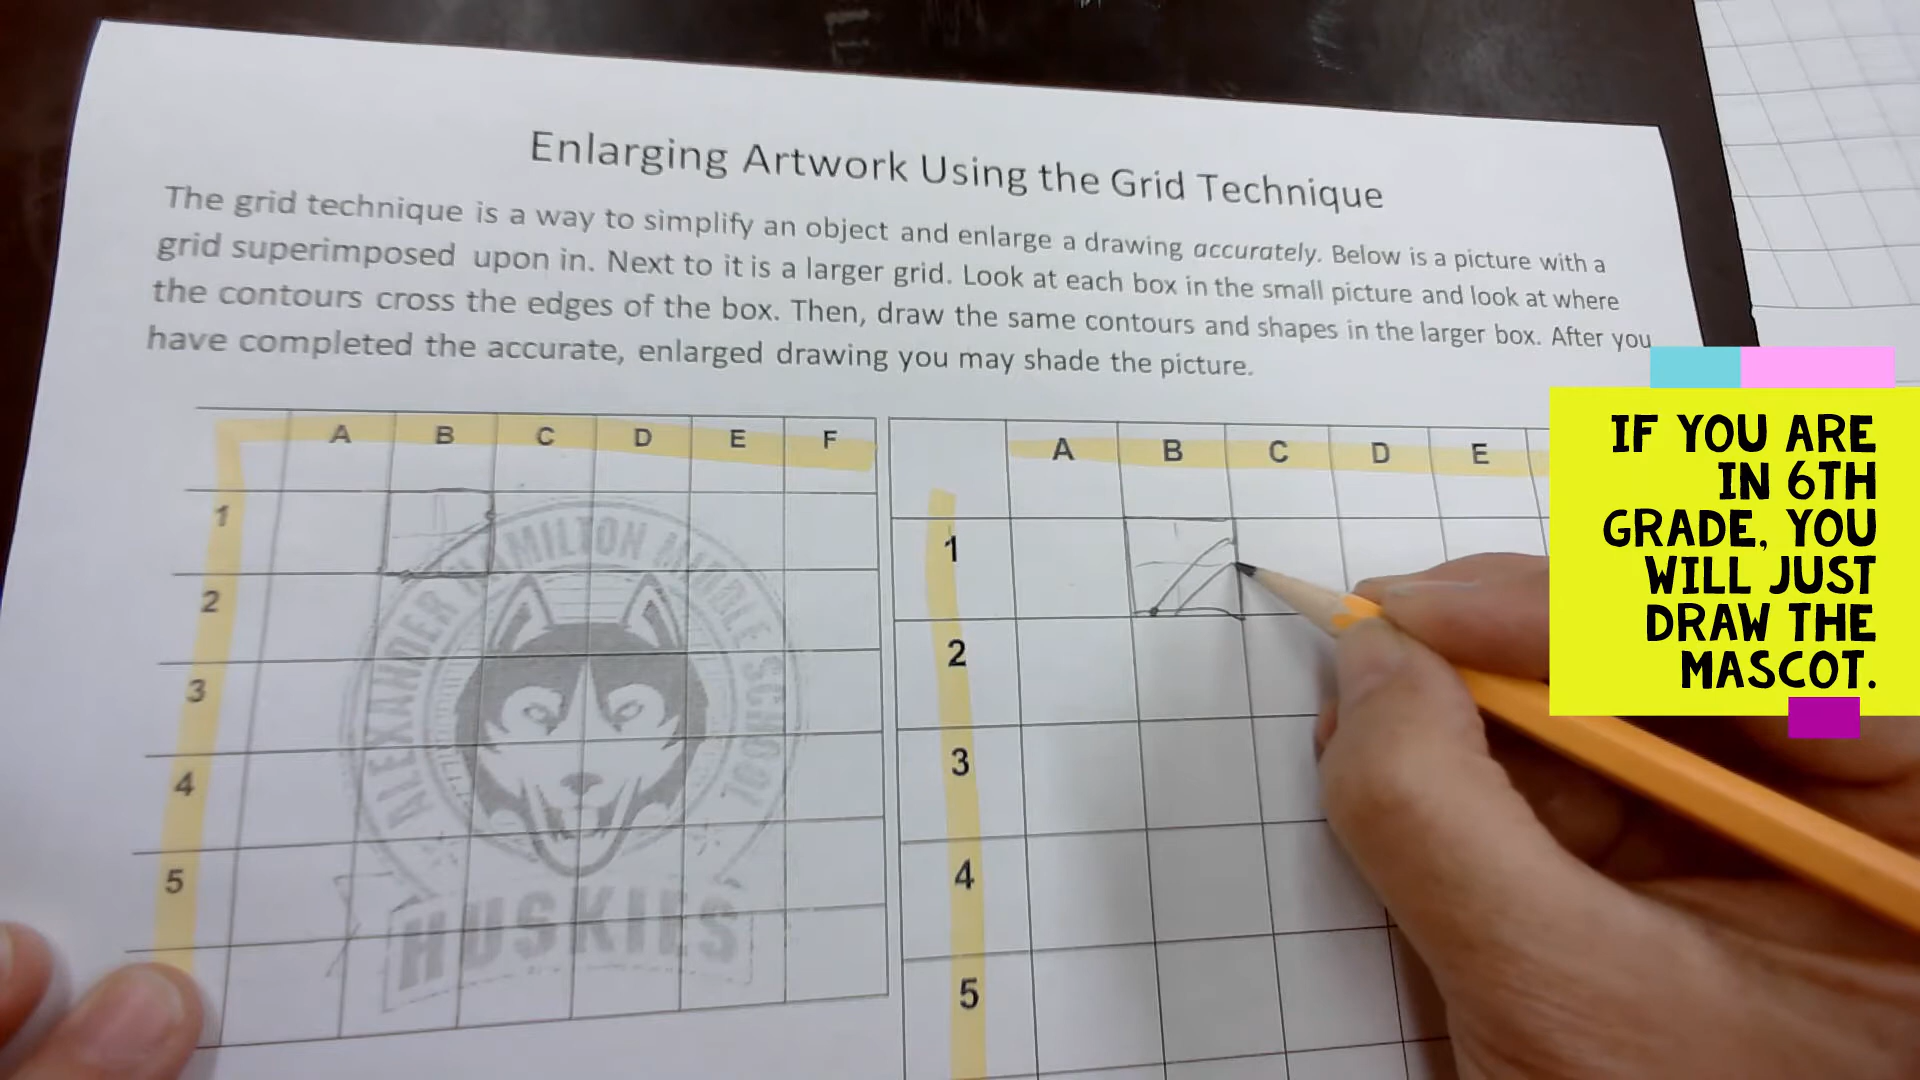 Enlarging Artwork Using the Grid Technique
The grid technique is a way to simplify an object and enlarge a drawing accurately. Below is a picture with a
grid superimposed upon in. Next to it is a larger grid. Look at each box in the small picture and look at where
the contours cross the edges of the box. Then, draw the same contours and shapes in the larger box. After you
have completed the accurate, enlarged drawing you may shade the picture.
A B C D E F
1
2
3
4
5
ALEXANDER HAMILTON MIDDLE SCHOOL
HUSKIES
A B C D E
1
2
3
4
5
IF YOU ARE
IN 6TH
GRADE, YOU
WILL JUST
DRAW THE
MASCOT.